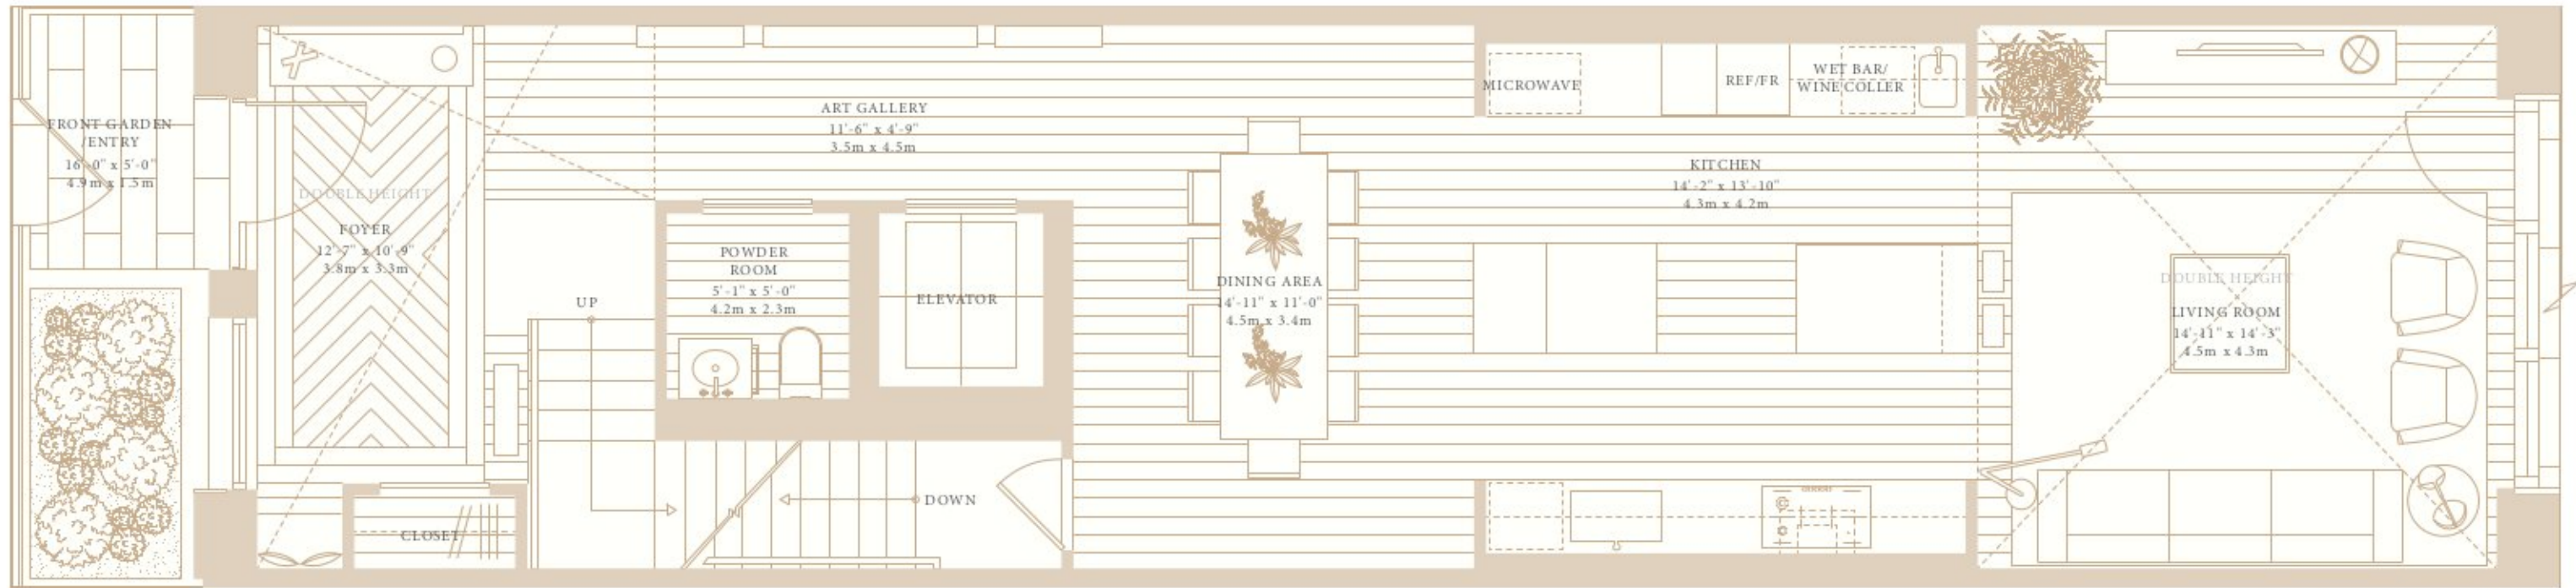 FRONT GARDEN
/ENTRY
16'-0" x 5'-0"
4.9m x 1.5m
DOUBLE HEIGHT
FOYER
12'-7" x 10'-9"
3.8m x 3.3m
CLOSET
UP
ART GALLERY
11'-6" x 4'-9"
3.5m x 4.5m
POWDER
ROOM
5'-1" x 5'-0"
4.2m x 2.3m
ELEVATOR
DOWN
DINING AREA
14'-11" x 11'-0"
4.5m x 3.4m
MICROWAVE
REF/FR
WET BAR/
WINE COLLER
KITCHEN
14'-2" x 13'-10"
4.3m x 4.2m
DOUBLE HEIGHT
LIVING ROOM
14'-11" x 14'-3"
4.5m x 4.3m